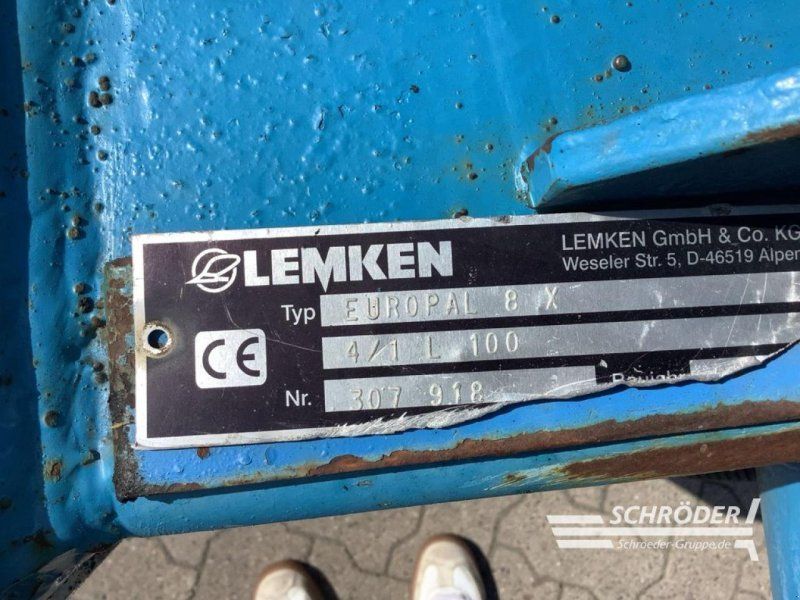 LEMKEN
LEMKEN GmbH & Co. KG
Weseler Str. 5, D-46519 Alpen
Typ EUROPAL 8 X
4/1 L 100
CE
Nr. 307 918
SCHRÖDER
Schroeder-Gruppe.de